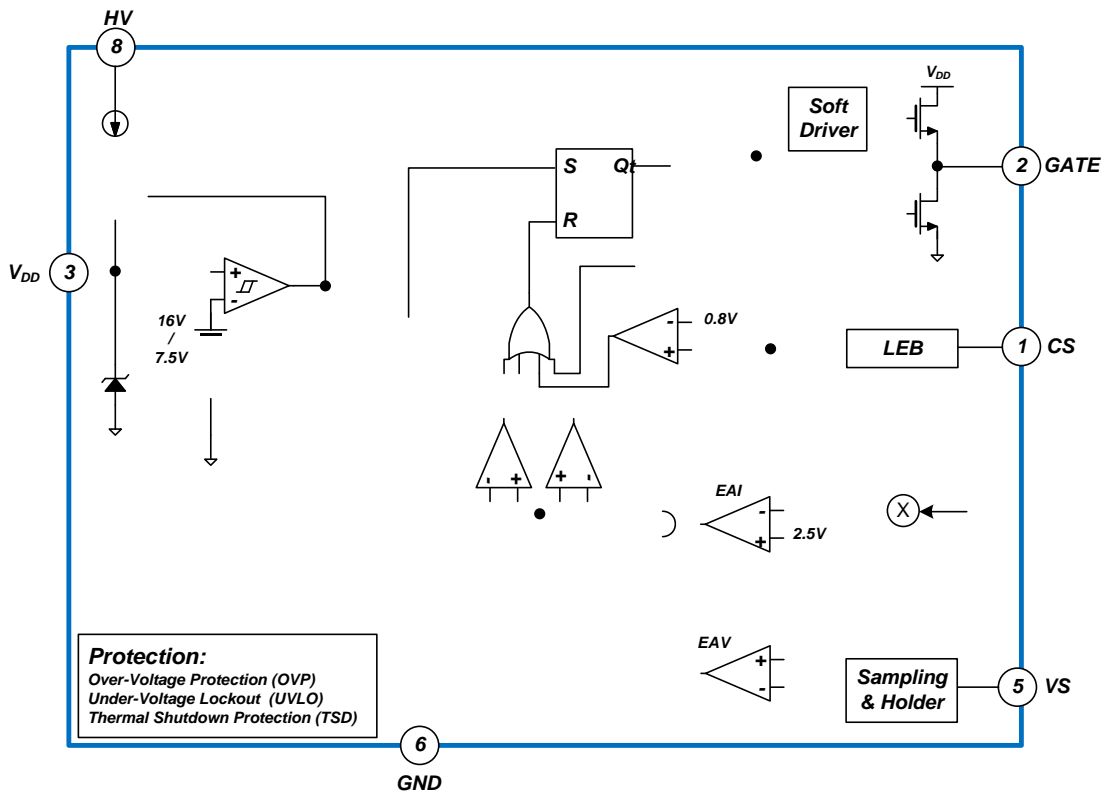 HV
8
VDD
Soft
Driver
S
Qt
2
GATE
R
VDD
3
+
-
16V
/
7.5V
-
0.8V
+
LEB
1
CS
-
+
+
-
EAI
-
+
2.5V
X
EAV
+
-
Sampling
& Holder
5
VS
Protection:
Over-Voltage Protection (OVP)
Under-Voltage Lockout (UVLO)
Thermal Shutdown Protection (TSD)
6
GND